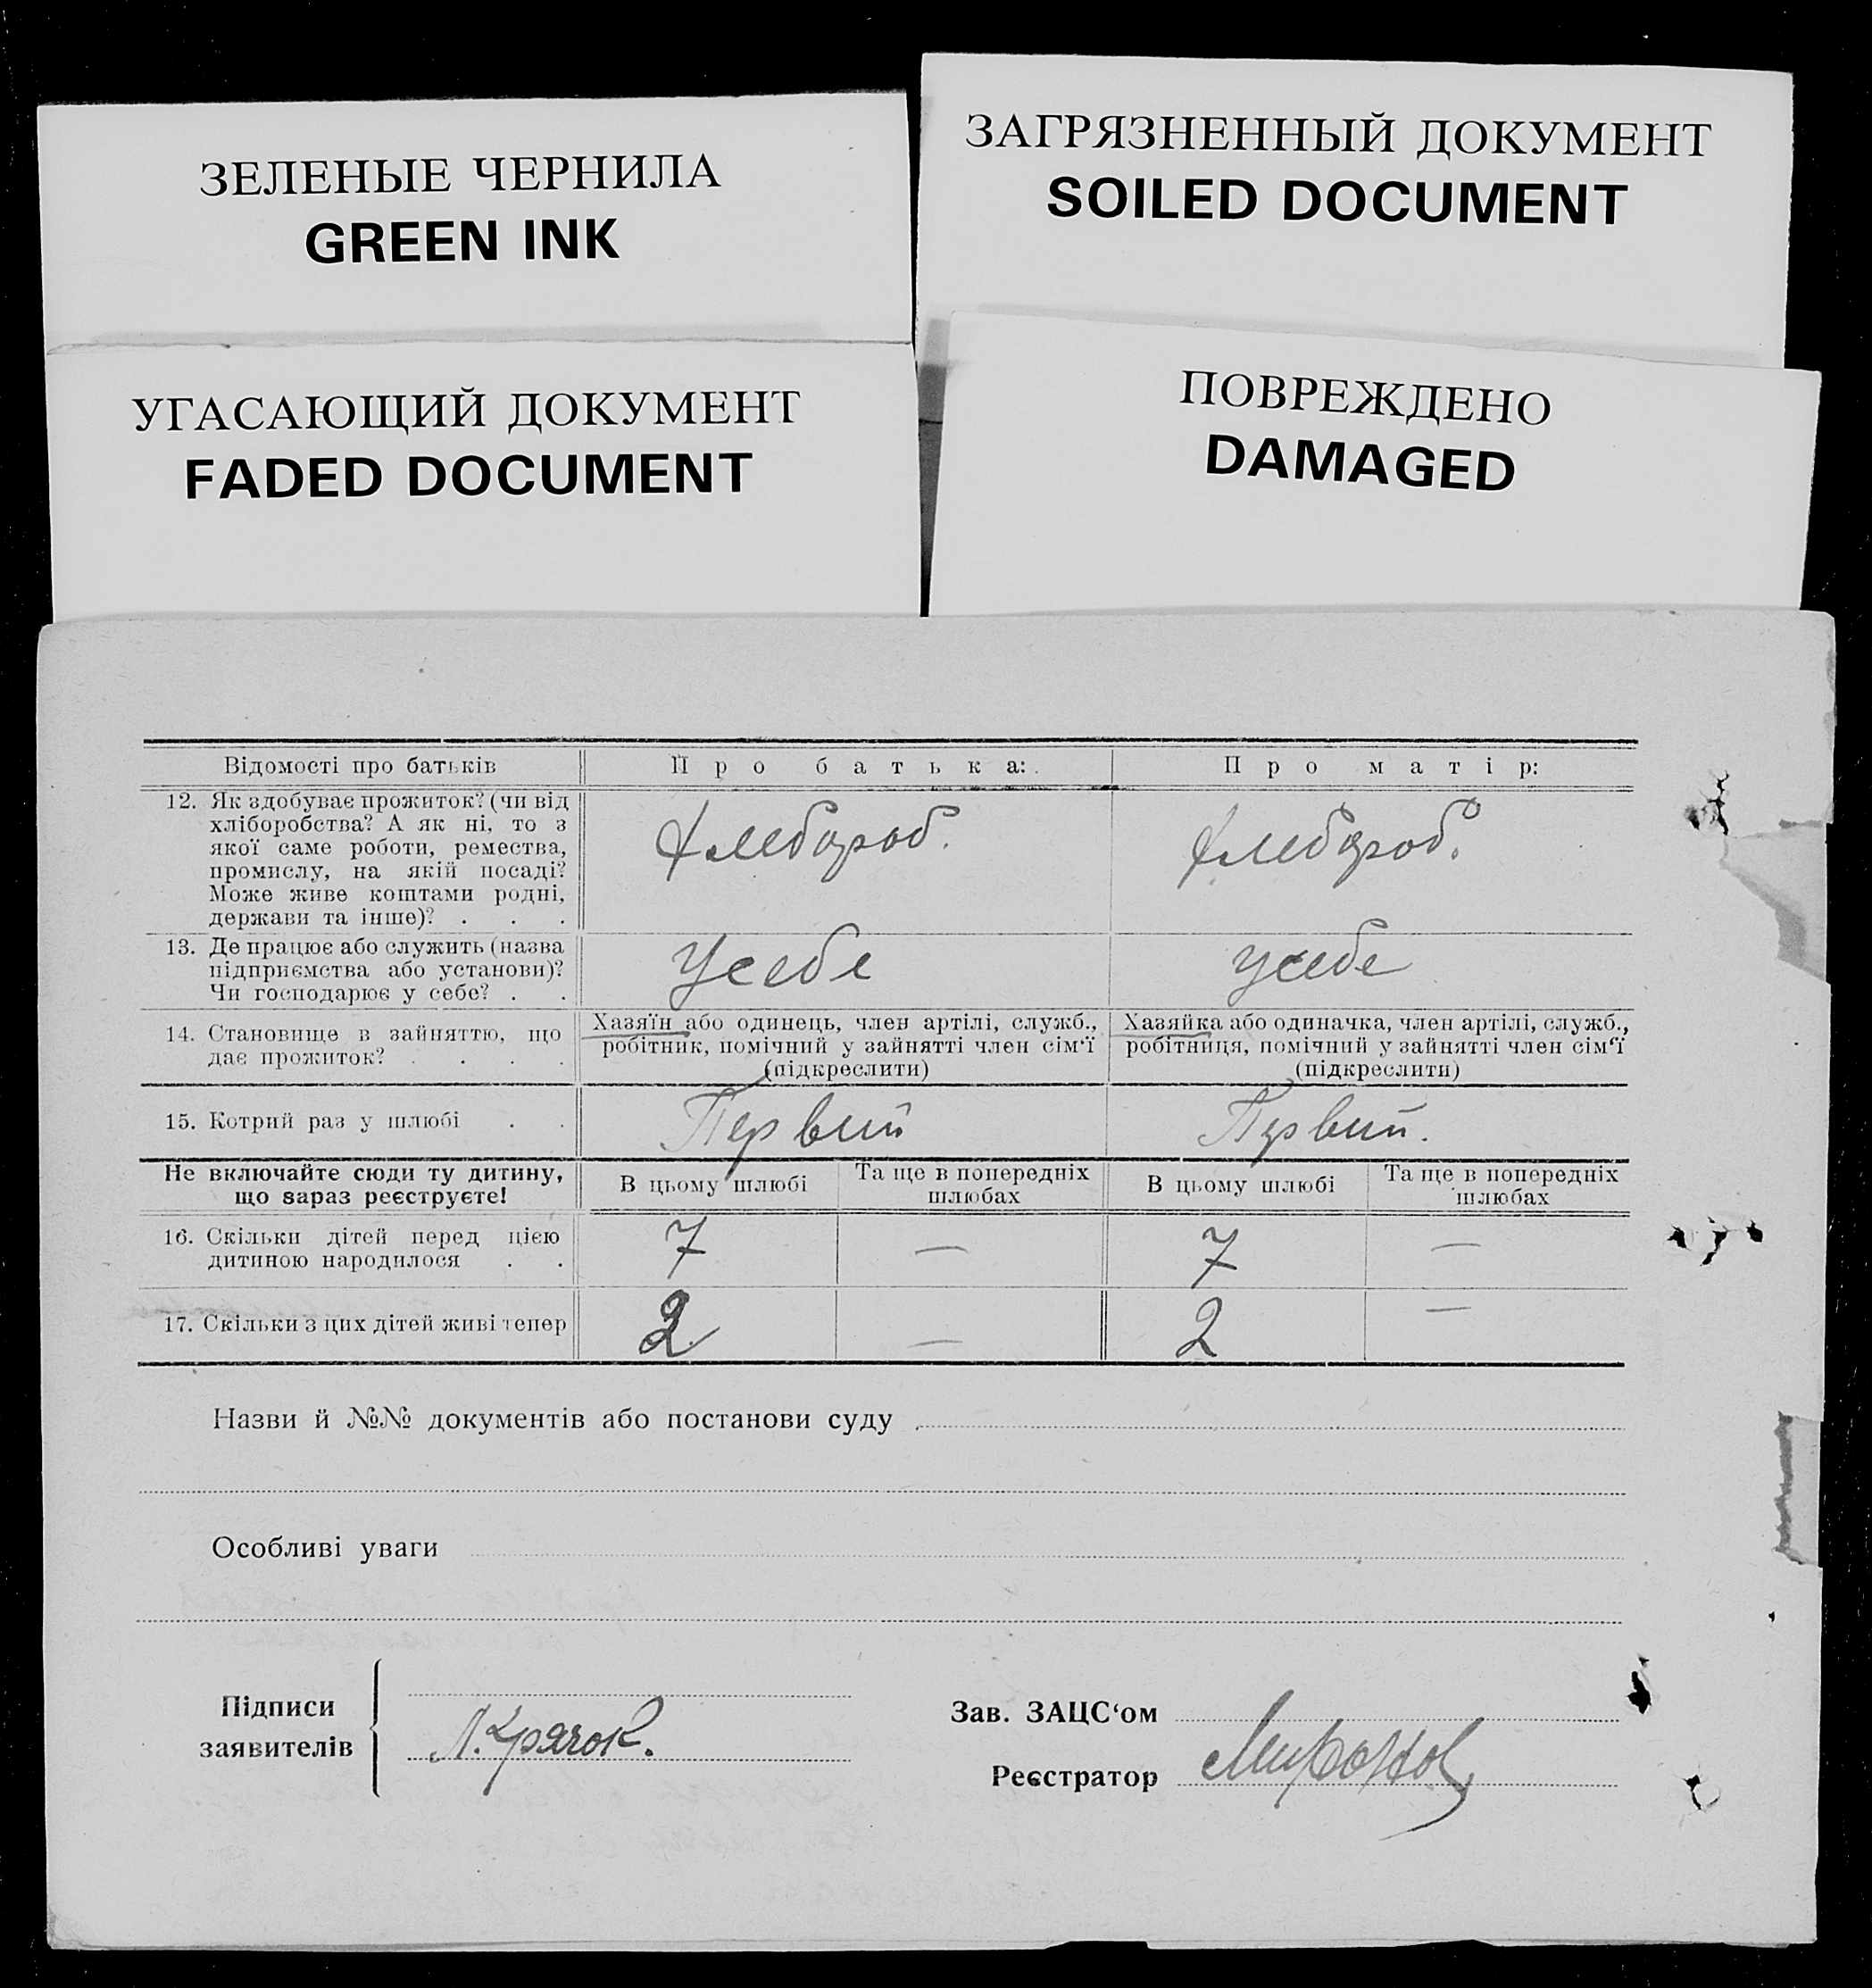 ЗЕЛЕНЫЕ ЧЕРНИЛА
GREEN INK
ЗАГРЯЗНЕННЫЙ ДОКУМЕНТ
SOILED DOCUMENT
УГАСАЮЩИЙ ДОКУМЕНТ
FADED DOCUMENT
ПОВРЕЖДЕНО
DAMAGED
Відомості про батьків
Про батька:
Про матір:
12. Як здобуває прожиток? (чи від
хліборобства? А як ні, то з
якої саме роботи, ремества,
промислу, на якій посаді?
Може живе коштами родні,
держави та інше)? . . .
Хлебороб.
Хлебороб.
13. Де працює або служить (назва
підприємства або установи)?
Чи господарює у себе? . .
Усебе
Усебе
14. Становище в зайняттю, що
дає прожиток? . . . .
Хазяїн або одинець, член артілі, служб.,
робітник, помічний у зайнятті член сім'ї
(підкреслити)
Хазяйка або одиначка, член артілі, служб.,
робітниця, помічний у зайнятті член сім'ї
(підкреслити)
15. Котрий раз у шлюбі . .
Первый
Первый.
Не включайте сюди ту дитину,
що зараз реєструєте!
В цьому шлюбі
Та ще в попередніх
шлюбах
В цьому шлюбі
Та ще в попередніх
шлюбах
16. Скільки дітей перед цією
дитиною народилося . .
7
—
7
—
17. Скільки з цих дітей живі тепер
2
—
2
—
Назви й №№ документів або постанови суду
Особливі уваги
Підписи
заявителів
Зав. ЗАЦС‘ом
Реєстратор
Миронов